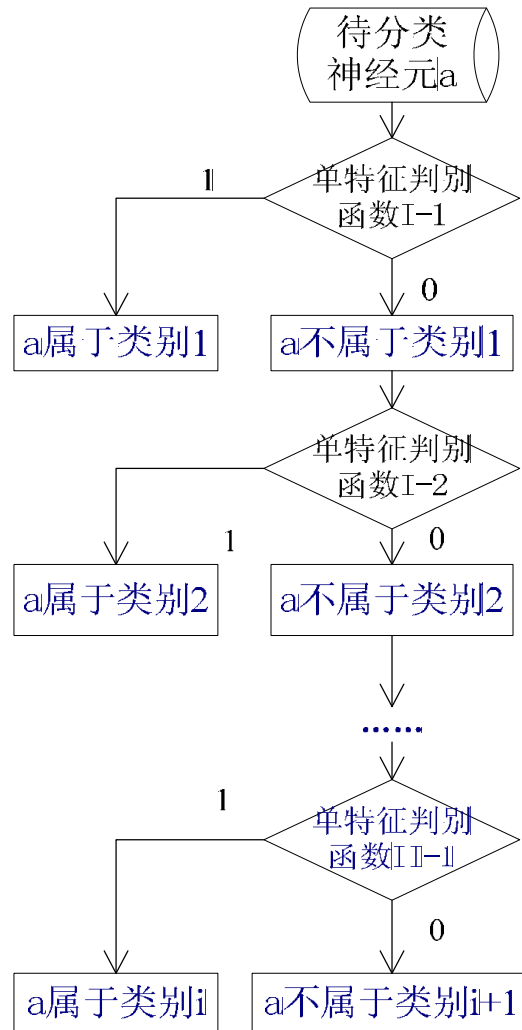 待分类
神经元a
单特征判别
函数I-1
1
0
a属于类别1
a不属于类别1
单特征判别
函数I-2
1
0
a属于类别2
a不属于类别2
……
单特征判别
函数II-1
1
0
a属于类别i
a不属于类别i+1